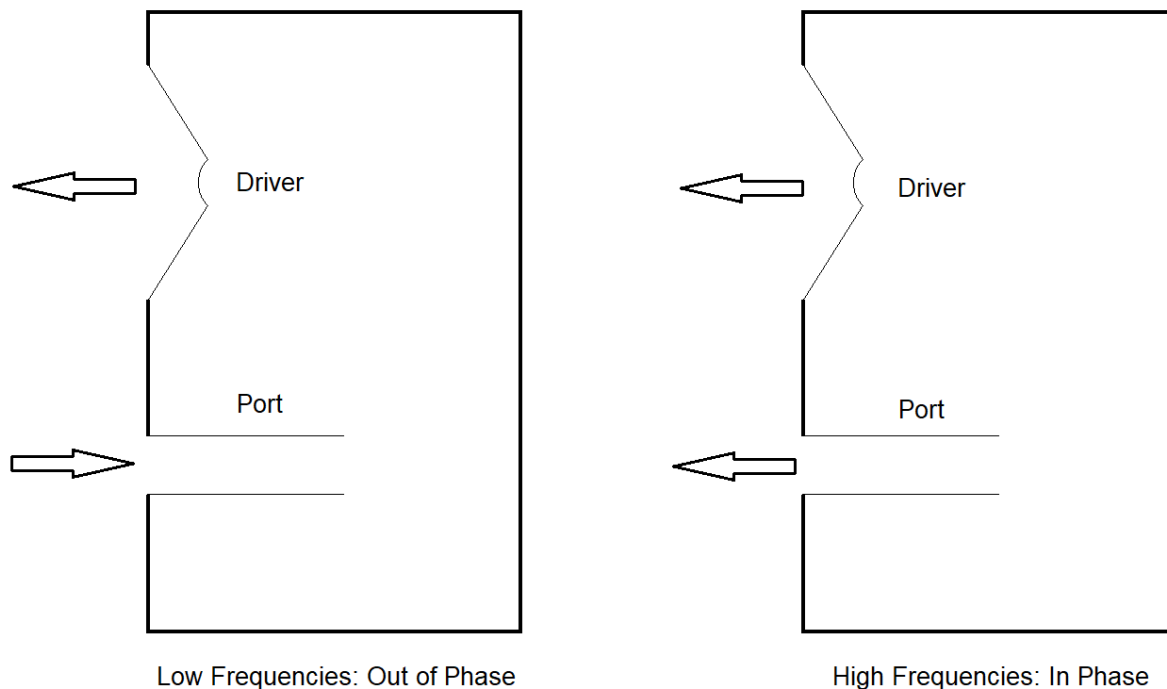 Driver
Port
Low Frequencies: Out of Phase
Driver
Port
High Frequencies: In Phase